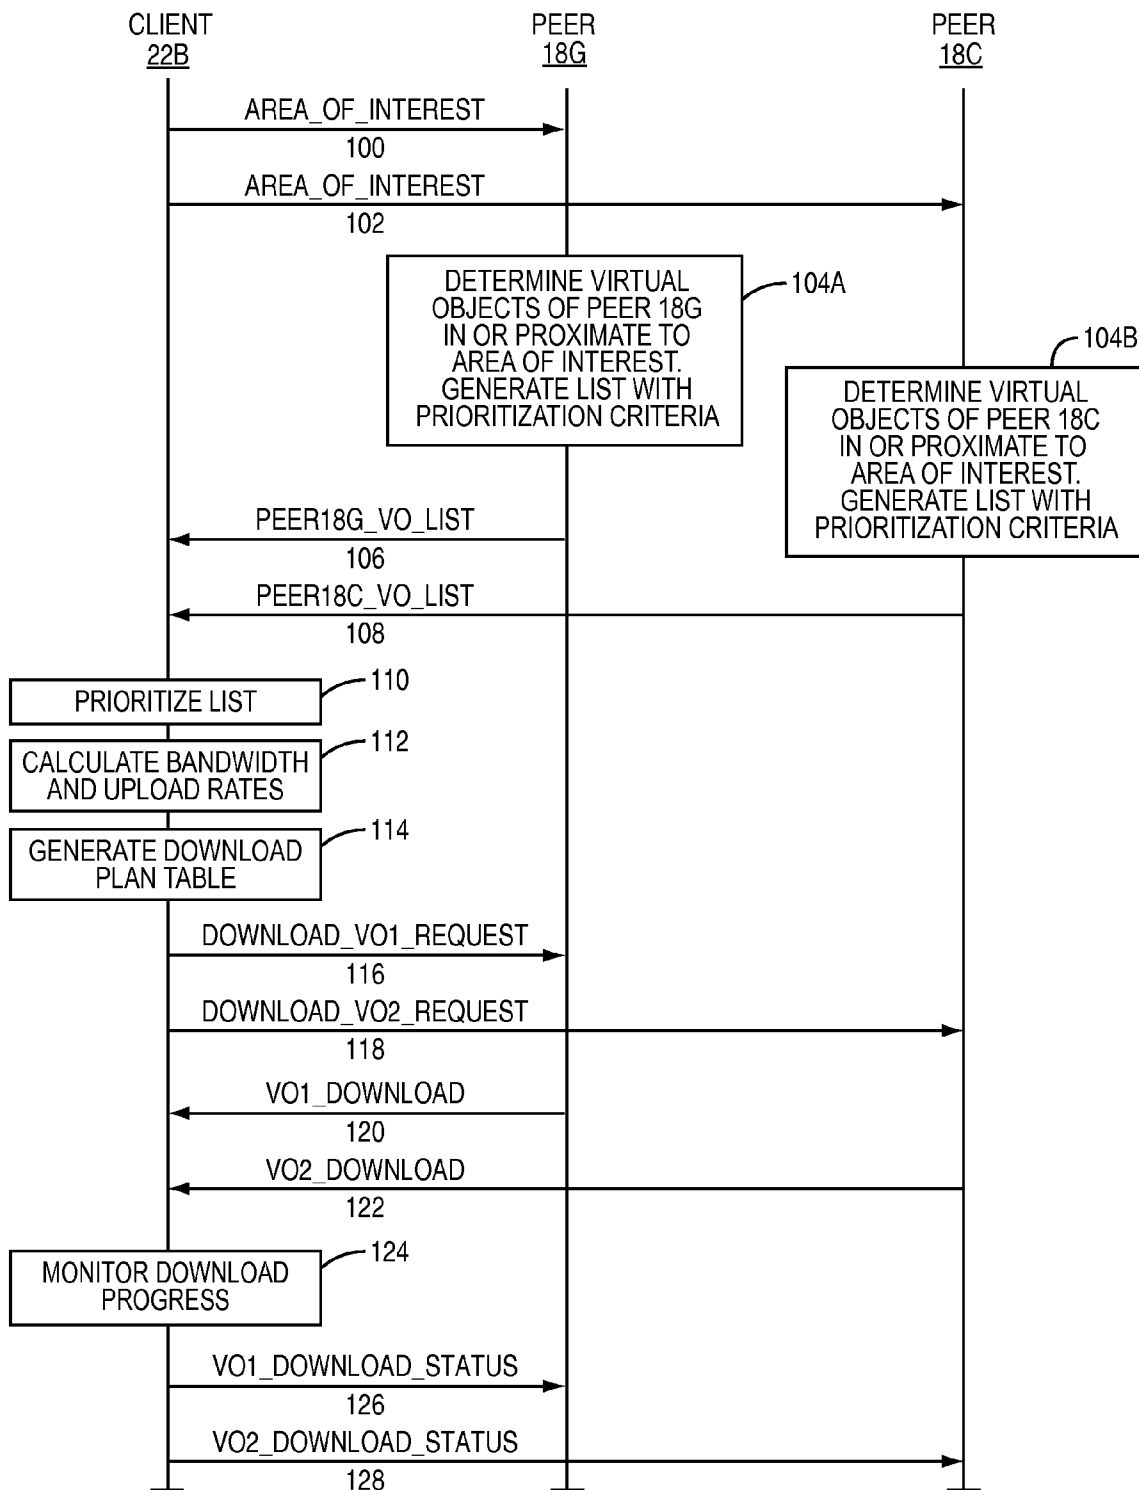 CLIENT
22B
PEER
18G
PEER
18C
AREA_OF_INTEREST
100
AREA_OF_INTEREST
102
DETERMINE VIRTUAL
OBJECTS OF PEER 18G
IN OR PROXIMATE TO
AREA OF INTEREST.
GENERATE LIST WITH
PRIORITIZATION CRITERIA
104A
DETERMINE VIRTUAL
OBJECTS OF PEER 18C
IN OR PROXIMATE TO
AREA OF INTEREST.
GENERATE LIST WITH
PRIORITIZATION CRITERIA
104B
PEER18G_VO_LIST
106
PEER18C_VO_LIST
108
PRIORITIZE LIST
110
CALCULATE BANDWIDTH
AND UPLOAD RATES
112
GENERATE DOWNLOAD
PLAN TABLE
114
DOWNLOAD_VO1_REQUEST
116
DOWNLOAD_VO2_REQUEST
118
VO1_DOWNLOAD
120
VO2_DOWNLOAD
122
MONITOR DOWNLOAD
PROGRESS
124
VO1_DOWNLOAD_STATUS
126
VO2_DOWNLOAD_STATUS
128